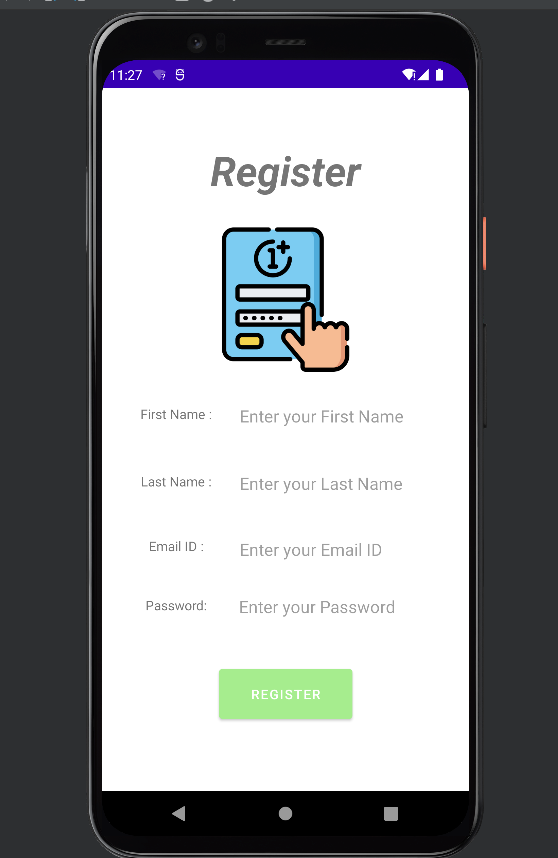 11:27
Register
1+
First Name : Enter your First Name
Last Name : Enter your Last Name
Email ID : Enter your Email ID
Password: Enter your Password
REGISTER